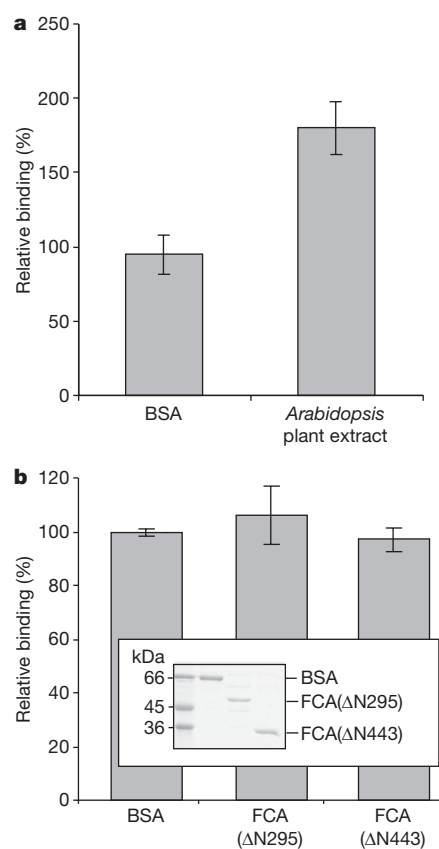 a
250
200
150
100
50
0
Relative binding (%)
BSA
Arabidopsis
plant extract
b
120
100
80
60
40
20
0
Relative binding (%)
kDa
66
45
36
BSA
FCA(ΔN295)
FCA(ΔN443)
BSA
FCA
(ΔN295)
FCA
(ΔN443)